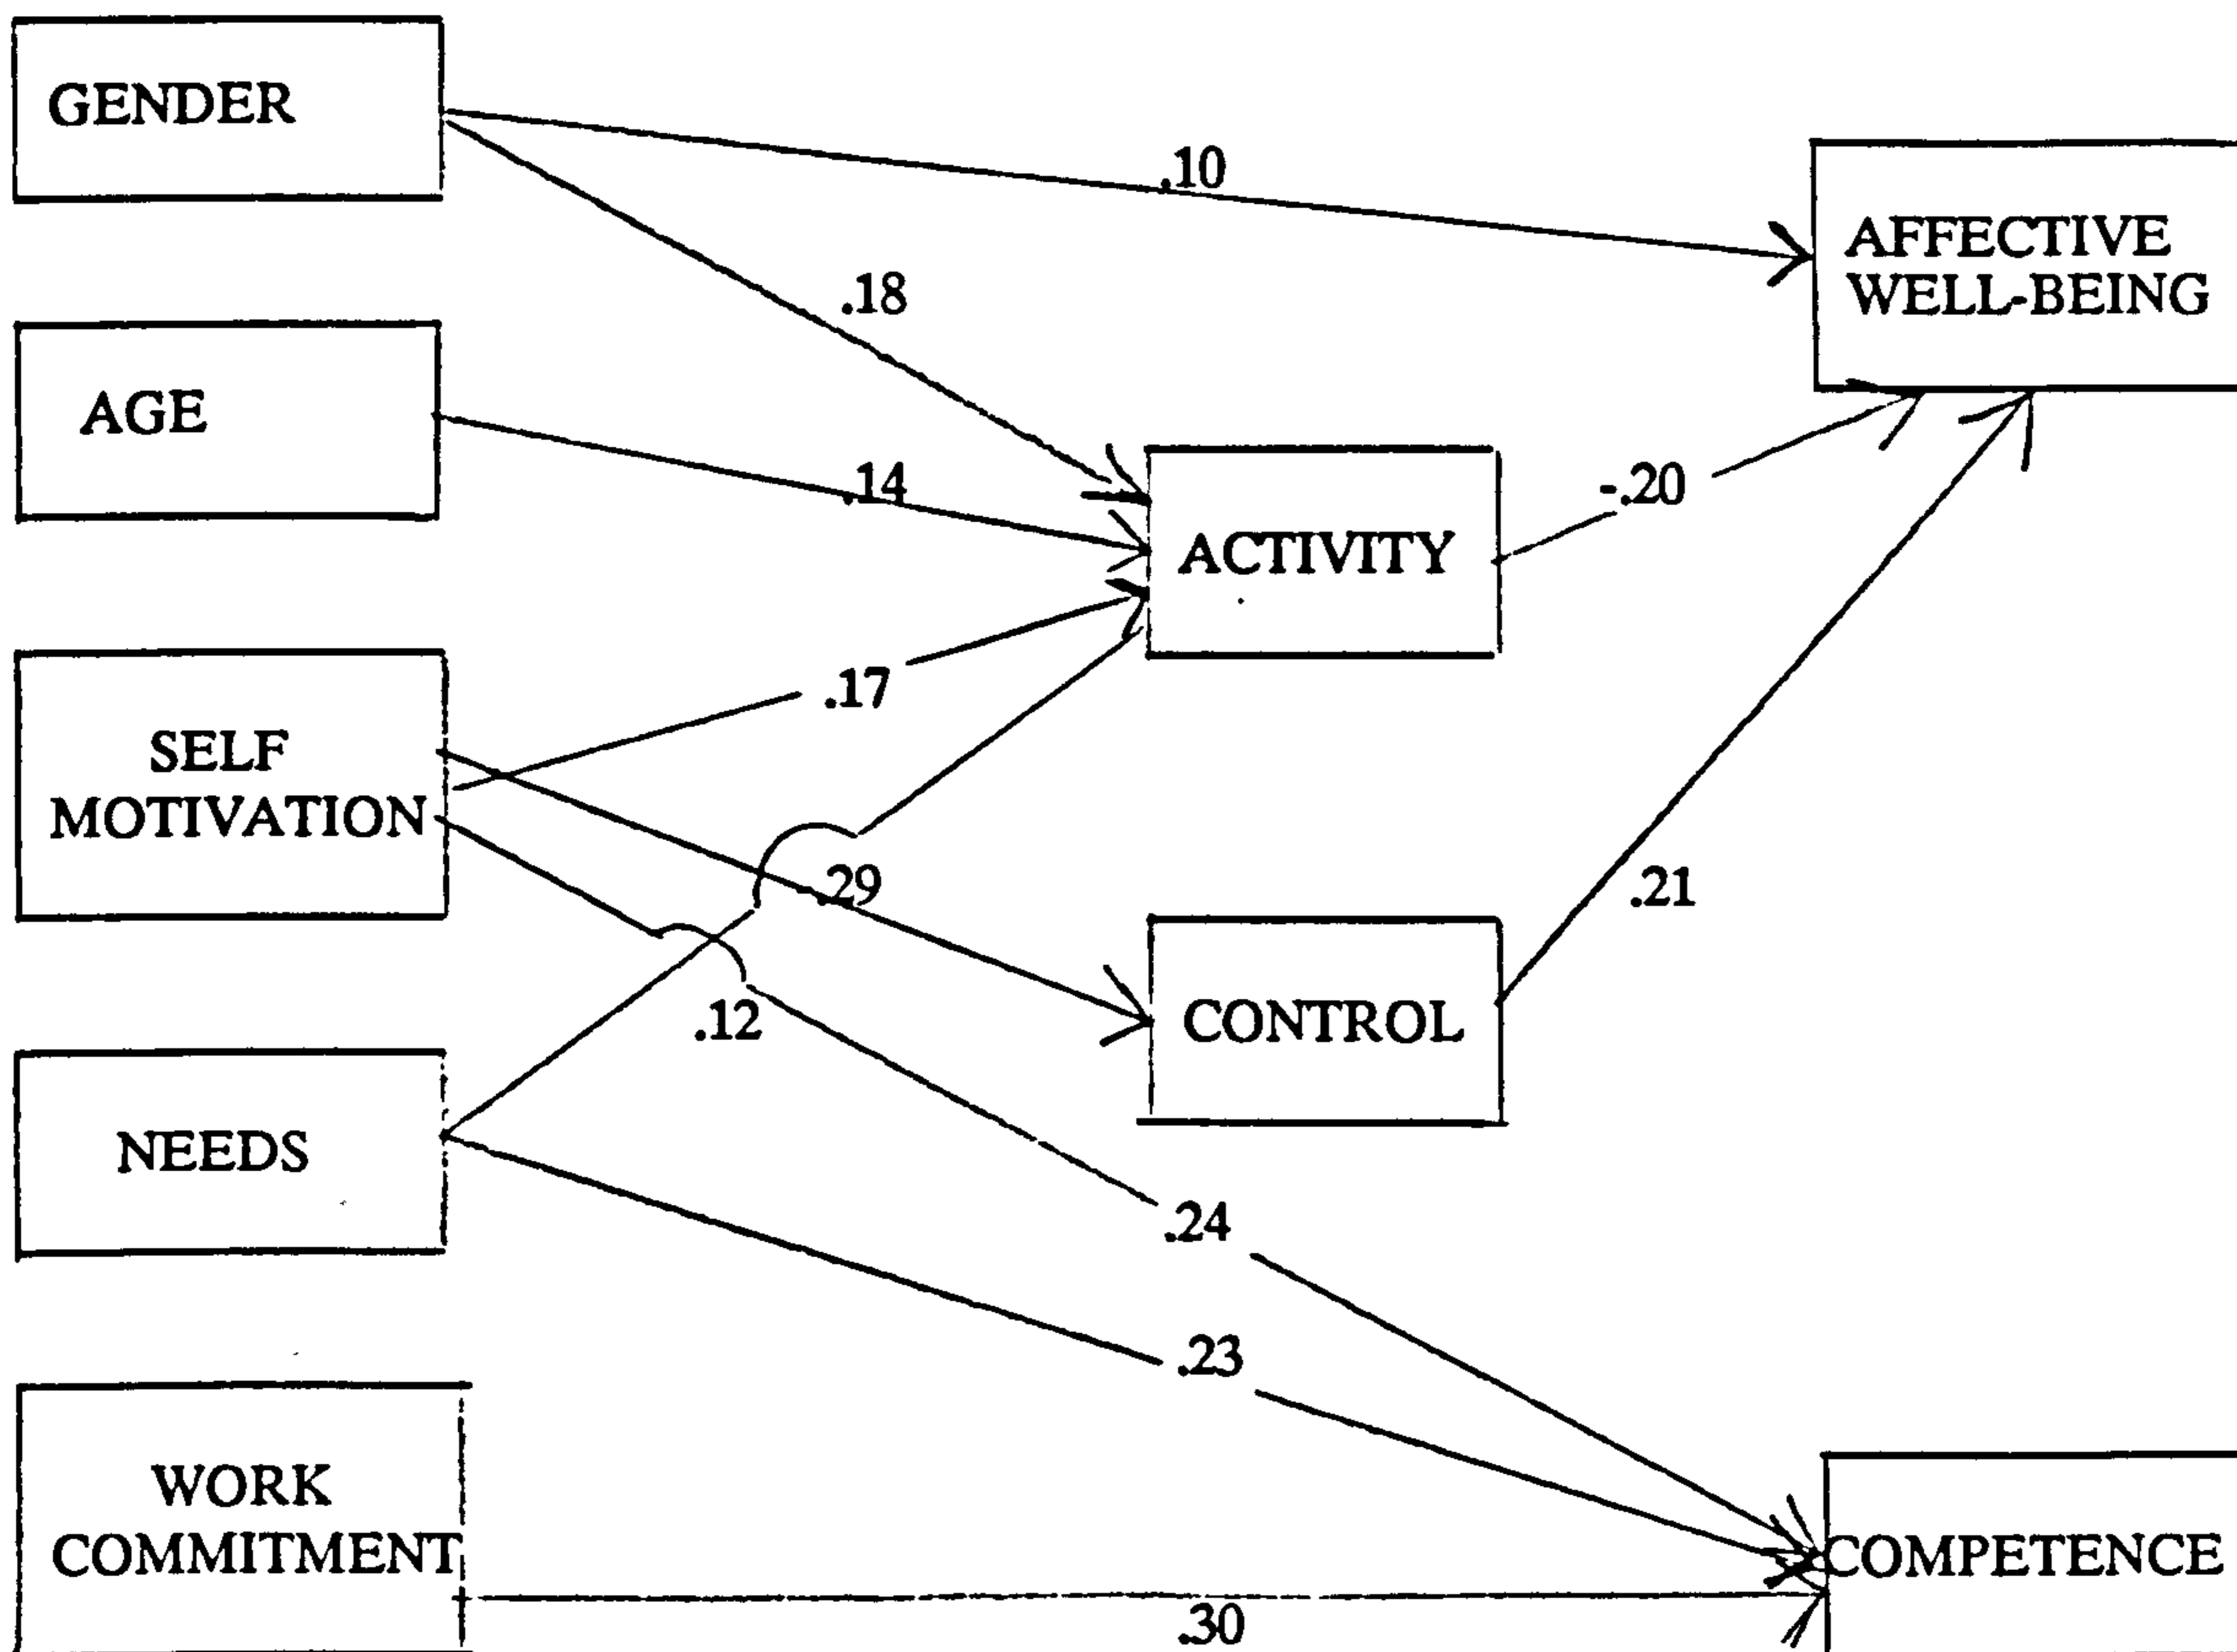 GENDER
.10
AFFECTIVE
WELL-BEING
.18
AGE
.14
-.20
ACTIVITY
.17
SELF
MOTIVATION
.29
.21
.12
CONTROL
NEEDS
.24
.23
WORK
COMMITMENT
COMPETENCE
.30